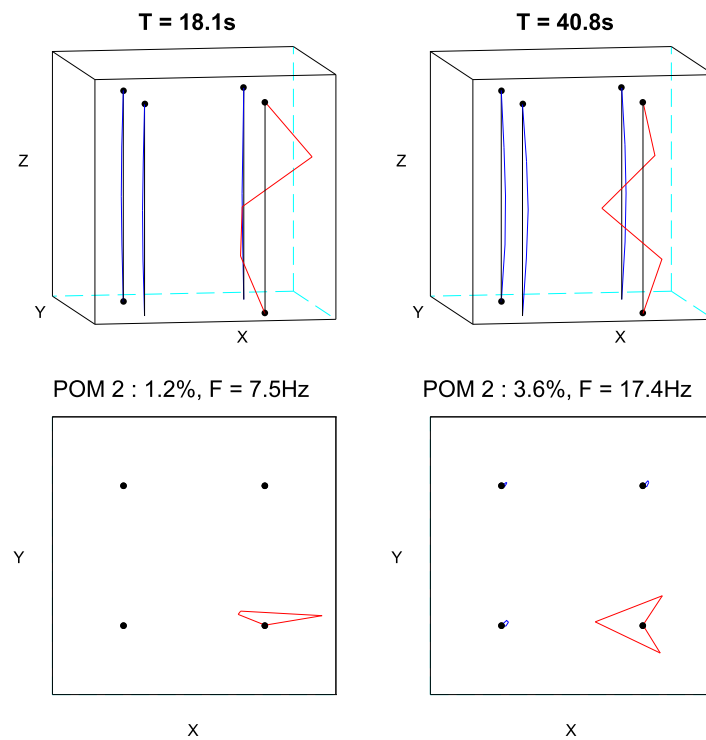 T = 18.1s
T = 40.8s
Z
Z
Y
Y
X
X
POM 2 : 1.2%, F = 7.5Hz
POM 2 : 3.6%, F = 17.4Hz
Y
Y
X
X